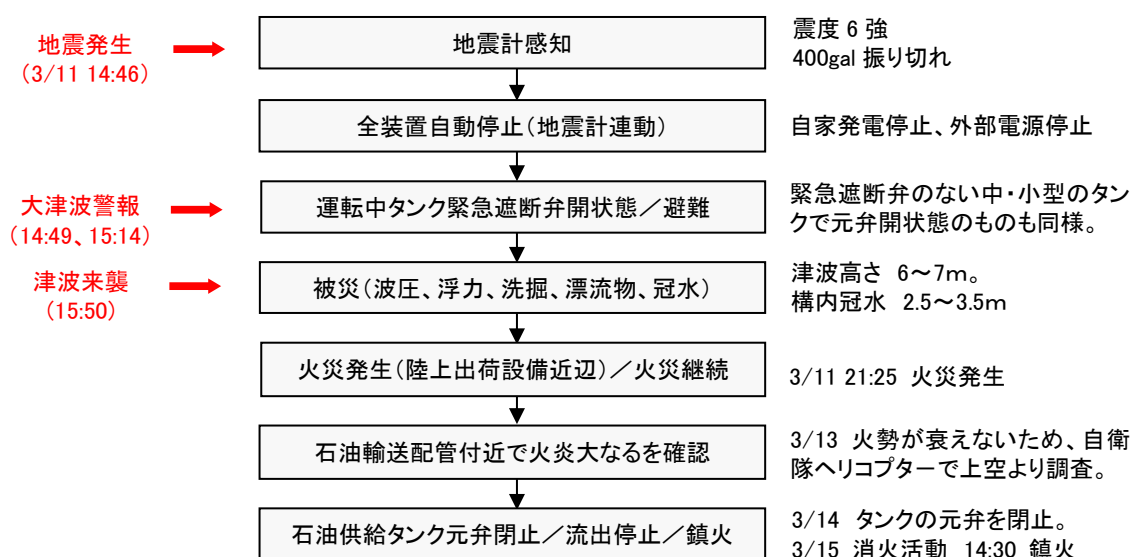 地震発生
(3/11 14:46)
地震計感知
震度 6 強
400gal 振り切れ
全装置自動停止(地震計連動)
自家発電停止、外部電源停止
大津波警報
(14:49、15:14)
運転中タンク緊急遮断弁開状態／避難
緊急遮断弁のない中・小型のタン
クで元弁開状態のものも同様。
津波来襲
(15:50)
被災(波圧、浮力、洗掘、漂流物、冠水)
津波高さ 6～7ｍ。
構内冠水 2.5～3.5ｍ
火災発生(陸上出荷設備近辺)／火災継続
3/11 21:25 火災発生
石油輸送配管付近で火炎大なるを確認
3/13 火勢が衰えないため、自衛
隊ヘリコプターで上空より調査。
石油供給タンク元弁閉止／流出停止／鎮火
3/14 タンクの元弁を閉止。
3/15 消火活動 14:30 鎮火